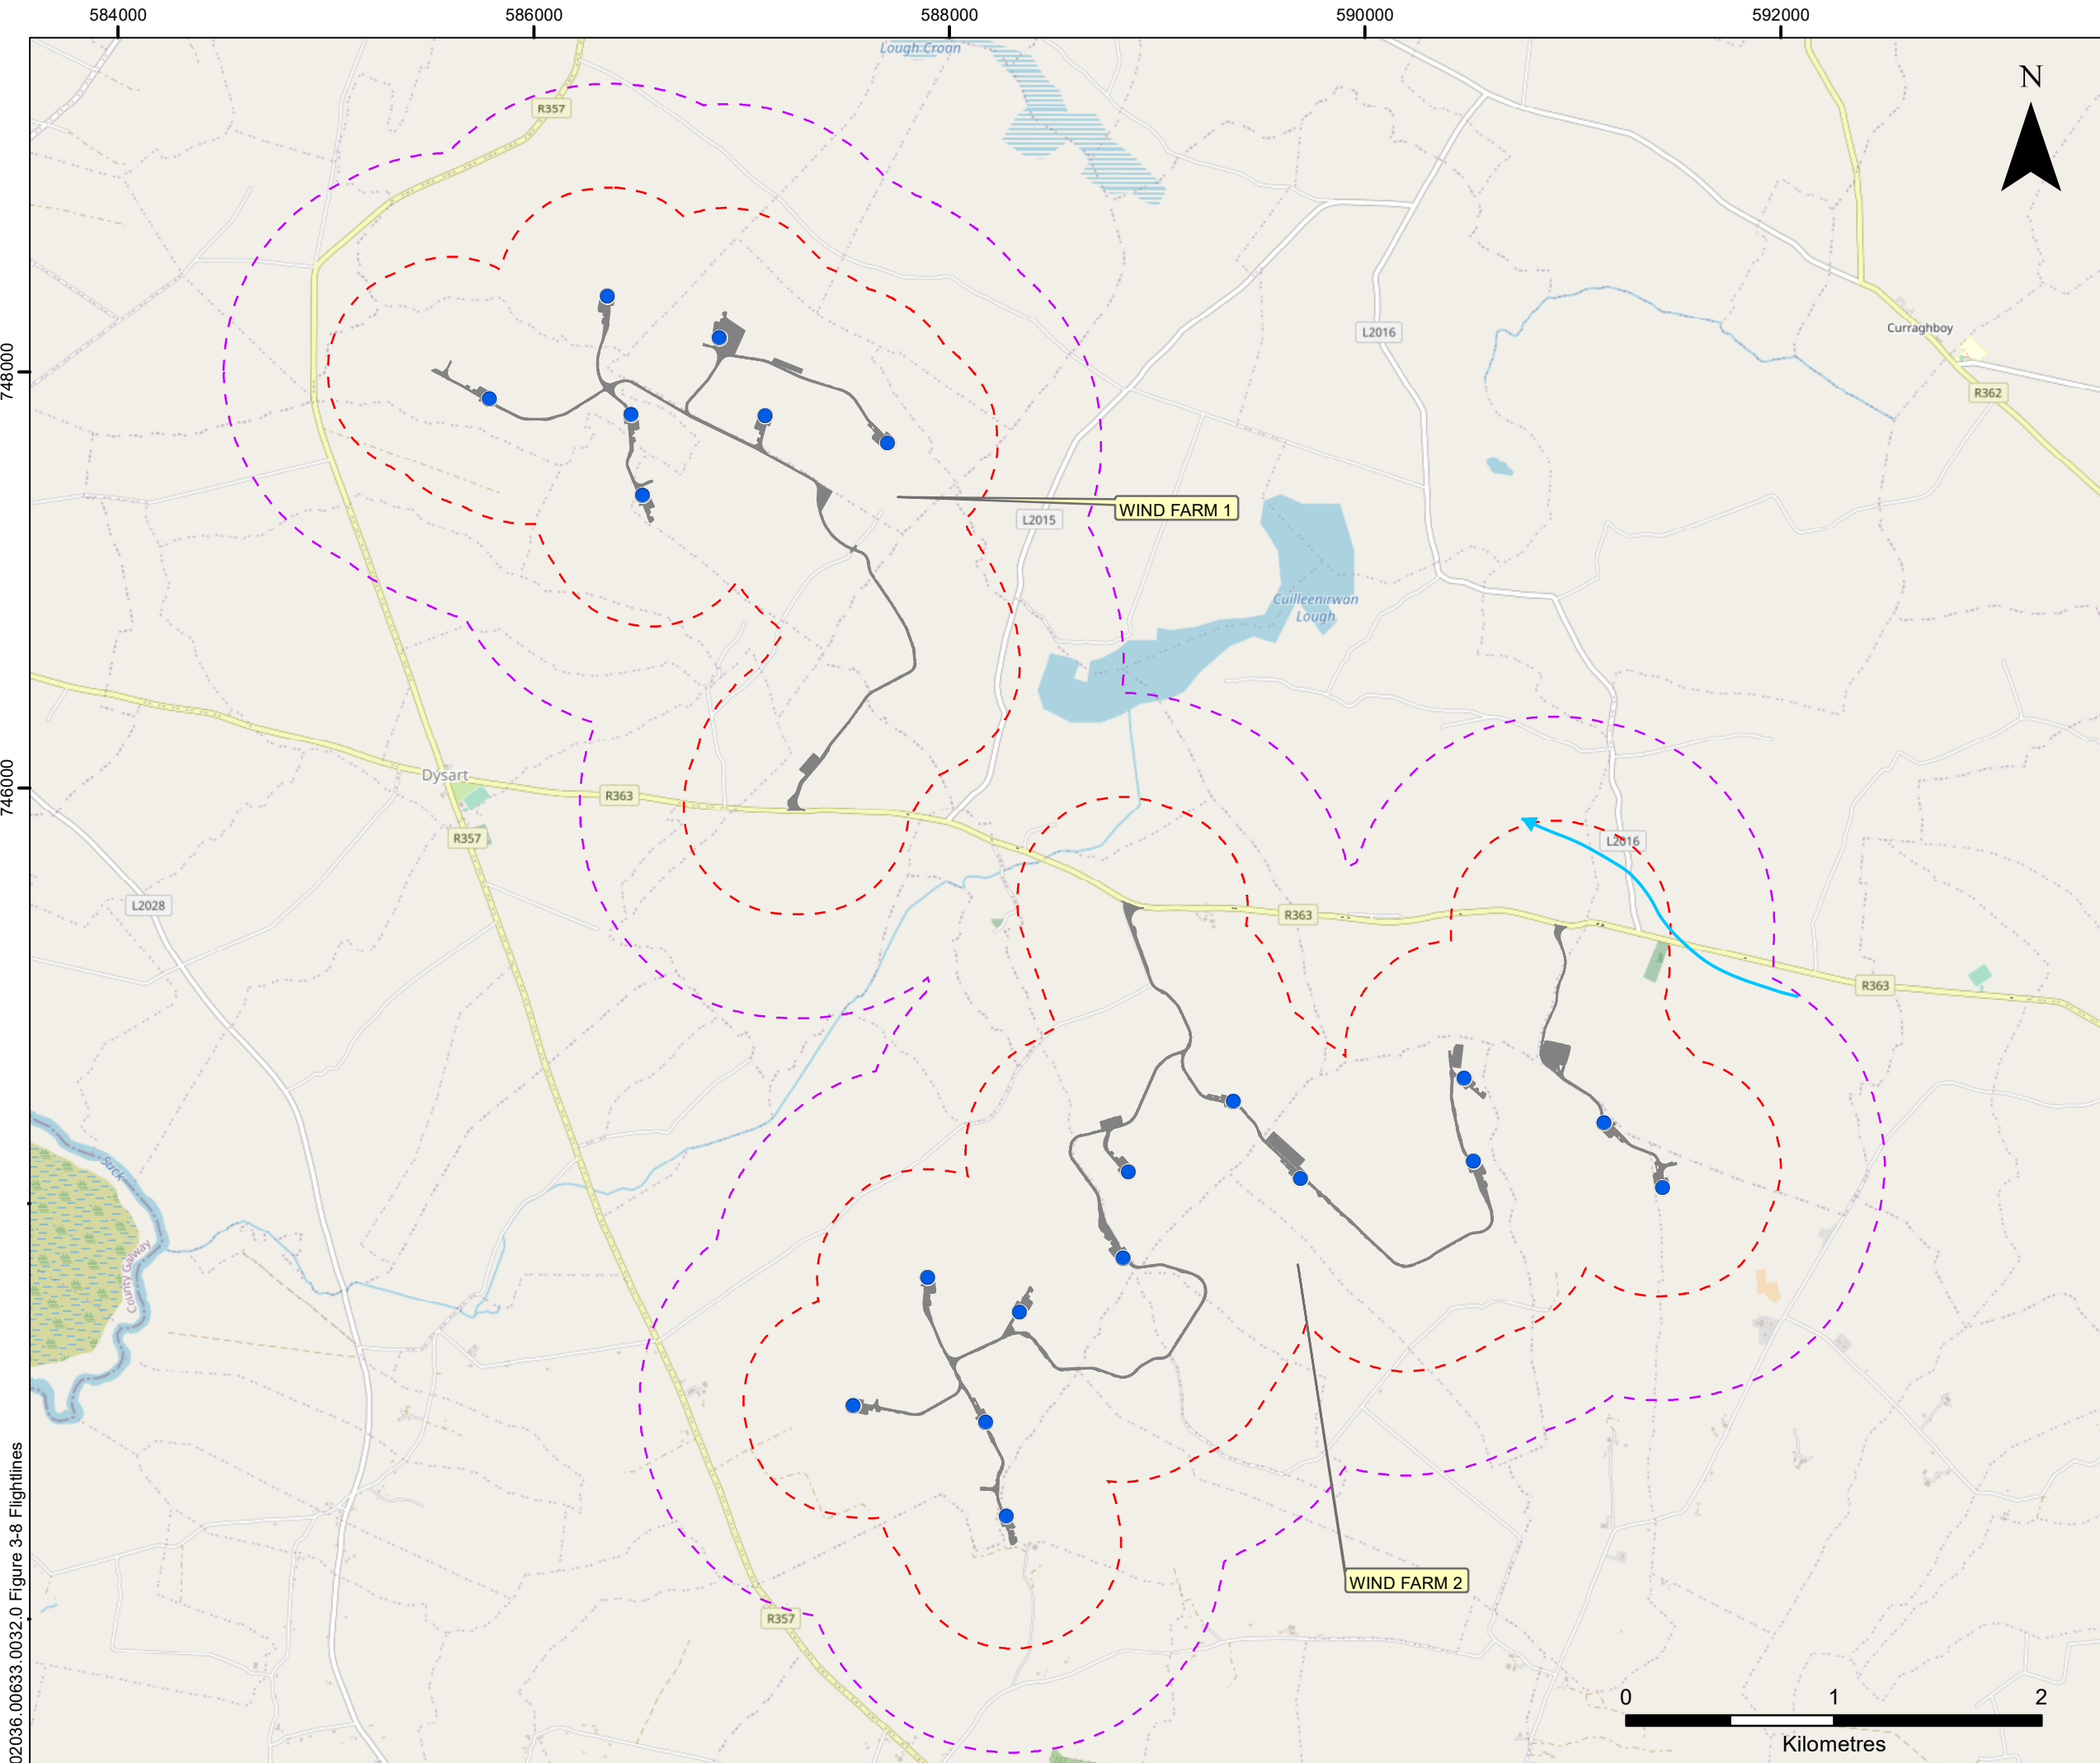 584000
586000
588000
590000
592000
Lough Croan
N
R357
L2016
Curraghboy
748000
R362
WIND FARM 1
L2015
Cuilleenirwan
Lough
Dysart
746000
R363
R357
L2016
L2028
R363
R363
Suck
County Galway
WIND FARM 2
R357
0
1
2
Kilometres
02036.00633.0032.0 Figure 3-8 Flightlines